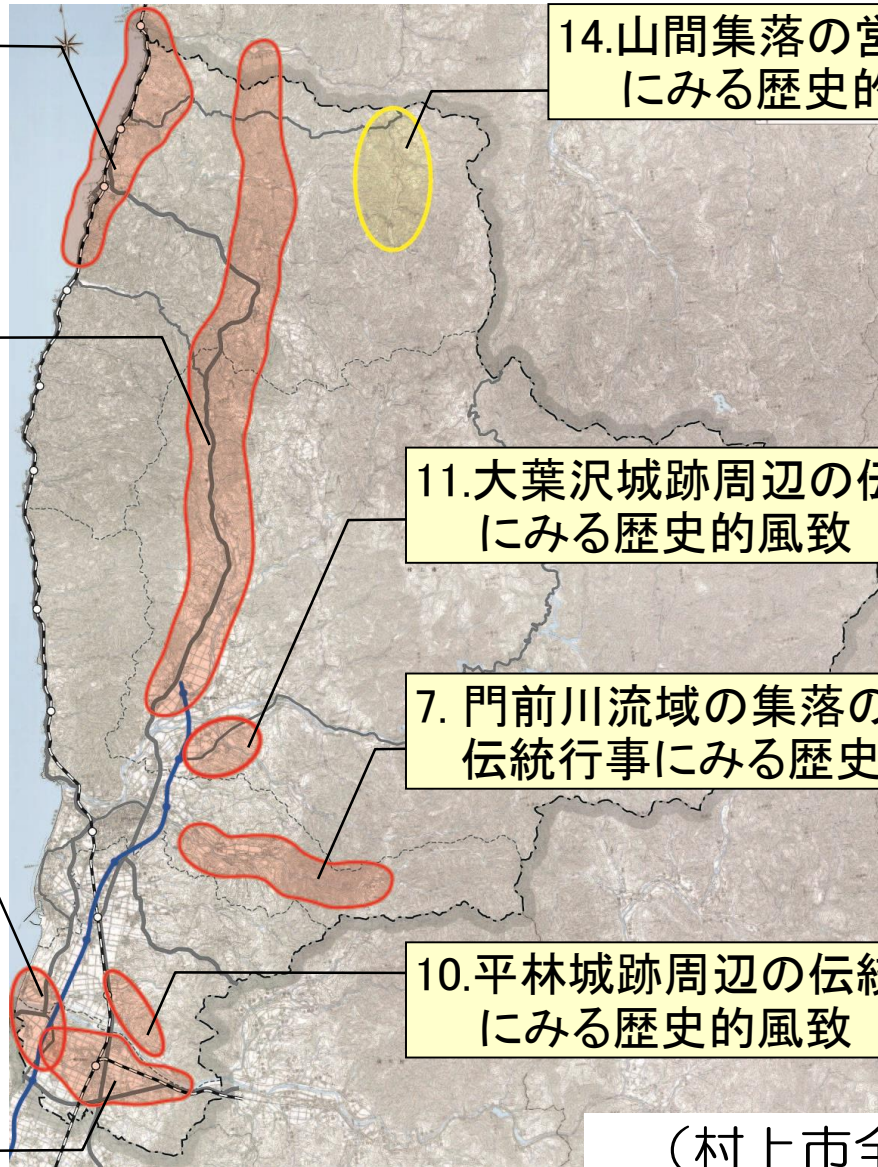 14.山間集落の営
にみる歴史的
11.大葉沢城跡周辺の伝
にみる歴史的風致
7. 門前川流域の集落の
伝統行事にみる歴史
10.平林城跡周辺の伝統
にみる歴史的風致
(村上市全